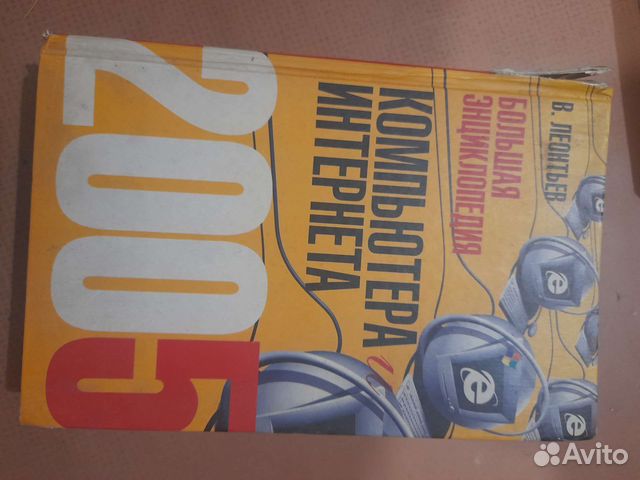 В. ЛЕОНТЬЕВ
БОЛЬШАЯ
ЭНЦИКЛОПЕДИЯ
КОМПЬЮТЕРА И
ИНТЕРНЕТА
2005
Avito